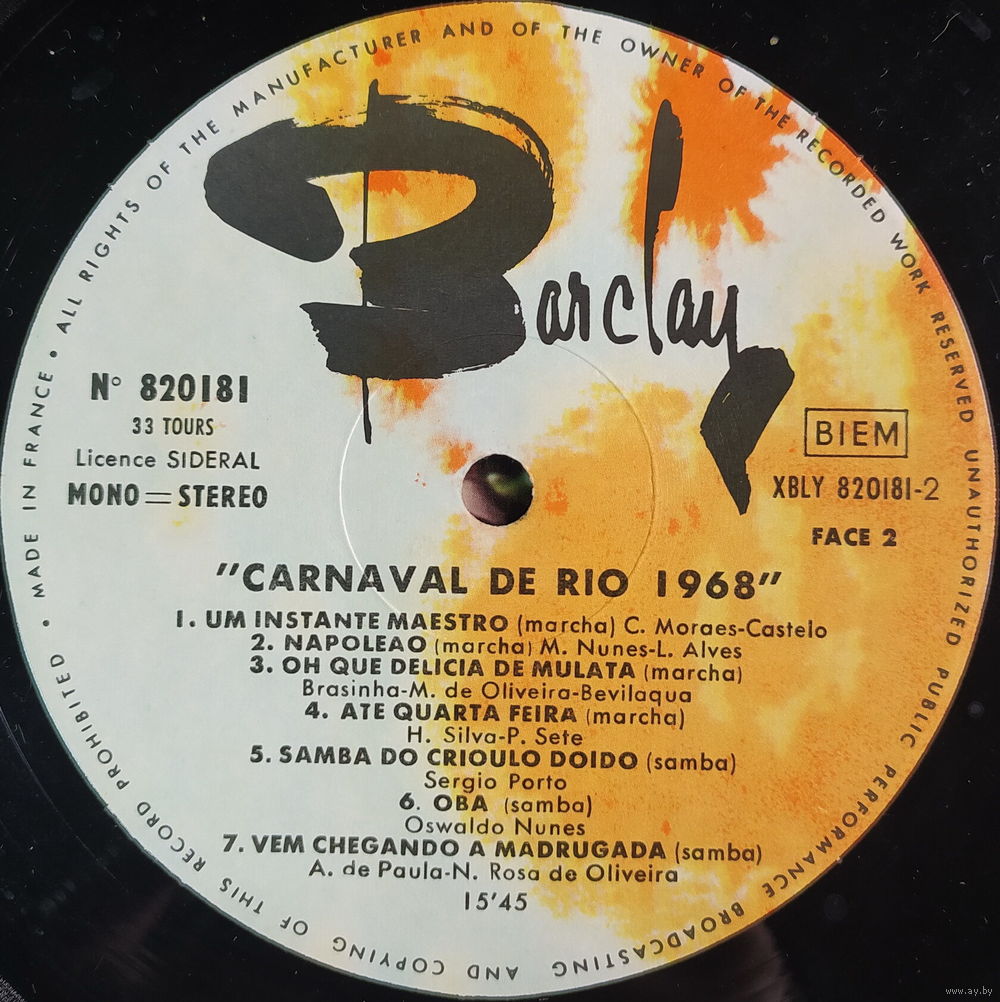 MADE IN FRANCE • ALL RIGHTS OF THE MANUFACTURER AND OF THE OWNER OF THE RECORDED WORK RESERVED UNAUTHORIZED PUBLIC PERFORMANCE BROADCASTING AND COPYING OF THIS RECORD PROHIBITED •
Barclay
N° 820181
33 TOURS
Licence SIDERAL
MONO = STEREO
BIEM
XBLY 820181-2
FACE 2
"CARNAVAL DE RIO 1968"
1. UM INSTANTE MAESTRO (marcha) C. Moraes-Castelo
2. NAPOLEAO (marcha) M. Nunes-L. Alves
3. OH QUE DELICIA DE MULATA (marcha)
Brasinha-M. de Oliveira-Bevilaqua
4. ATE QUARTA FEIRA (marcha)
H. Silva-P. Sete
5. SAMBA DO CRIOULO DOIDO (samba)
Sergio Porto
6. OBA (samba)
Oswaldo Nunes
7. VEM CHEGANDO A MADRUGADA (samba)
A. de Paula-N. Rosa de Oliveira
15'45
www.ay.by